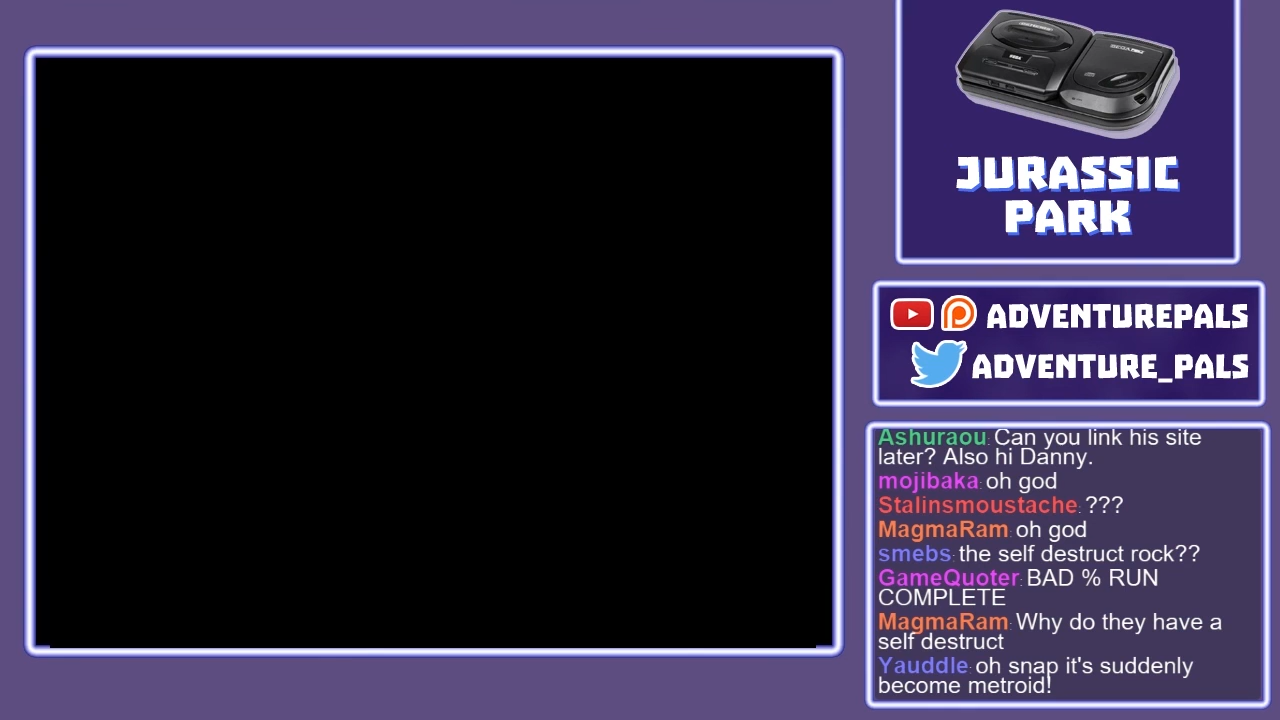 JURASSIC
PARK
ADVENTUREPALS
ADVENTURE_PALS
Ashuraou: Can you link his site
later? Also hi Danny.
mojibaka: oh god
Stalinsmoustache: ???
MagmaRam: oh god
smebs: the self destruct rock??
GameQuoter: BAD % RUN
COMPLETE
MagmaRam: Why do they have a
self destruct
Yauddle: oh snap it's suddenly
become metroid!